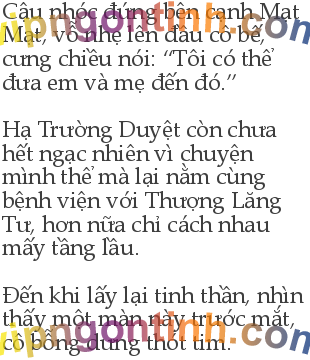 Cậu nhóc đứng bên cạnh Mạt
Mạt, vỗ nhẹ lên đầu cô bé,
cưng chiều nói: “Tôi có thể
đưa em và mẹ đến đó.”

Hạ Trường Duyệt còn chưa
hết ngạc nhiên vì chuyện
mình thể mà lại nằm cùng
bệnh viện với Thượng Lăng
Tư, hơn nữa chỉ cách nhau
mấy tầng lầu.

Đến khi lấy lại tinh thần, nhìn
thấy một màn này trước mắt,
cô bỗng dưng thót tim.
vipngontinh.com
vipngontinh.com